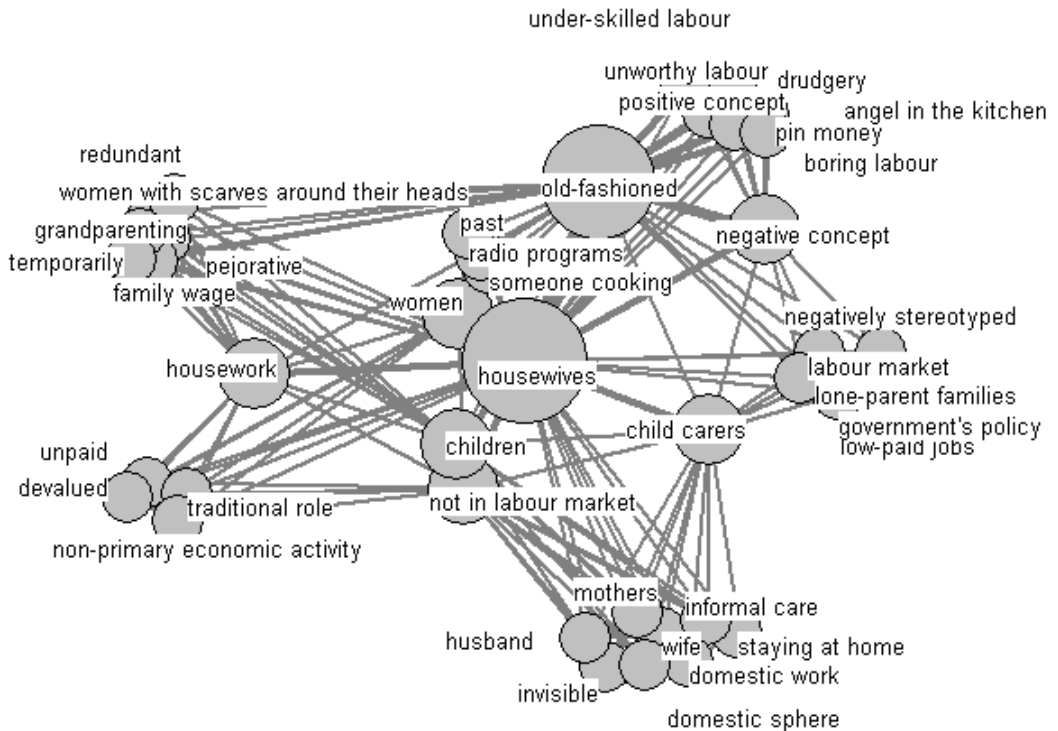 under-skilled labour
unworthy labour
drudgery
positive concept
angel in the kitchen
pin money
redundant
boring labour
women with scarves around their heads
old-fashioned
past
grandparenting
negative concept
radio programs
temporarily
pejorative
someone cooking
family wage
women
negatively stereotyped
housework
housewives
labour market
lone-parent families
children
child carers
government's policy
low-paid jobs
unpaid
devalued
traditional role
not in labour market
non-primary economic activity
mothers
informal care
husband
wife
staying at home
domestic work
invisible
domestic sphere